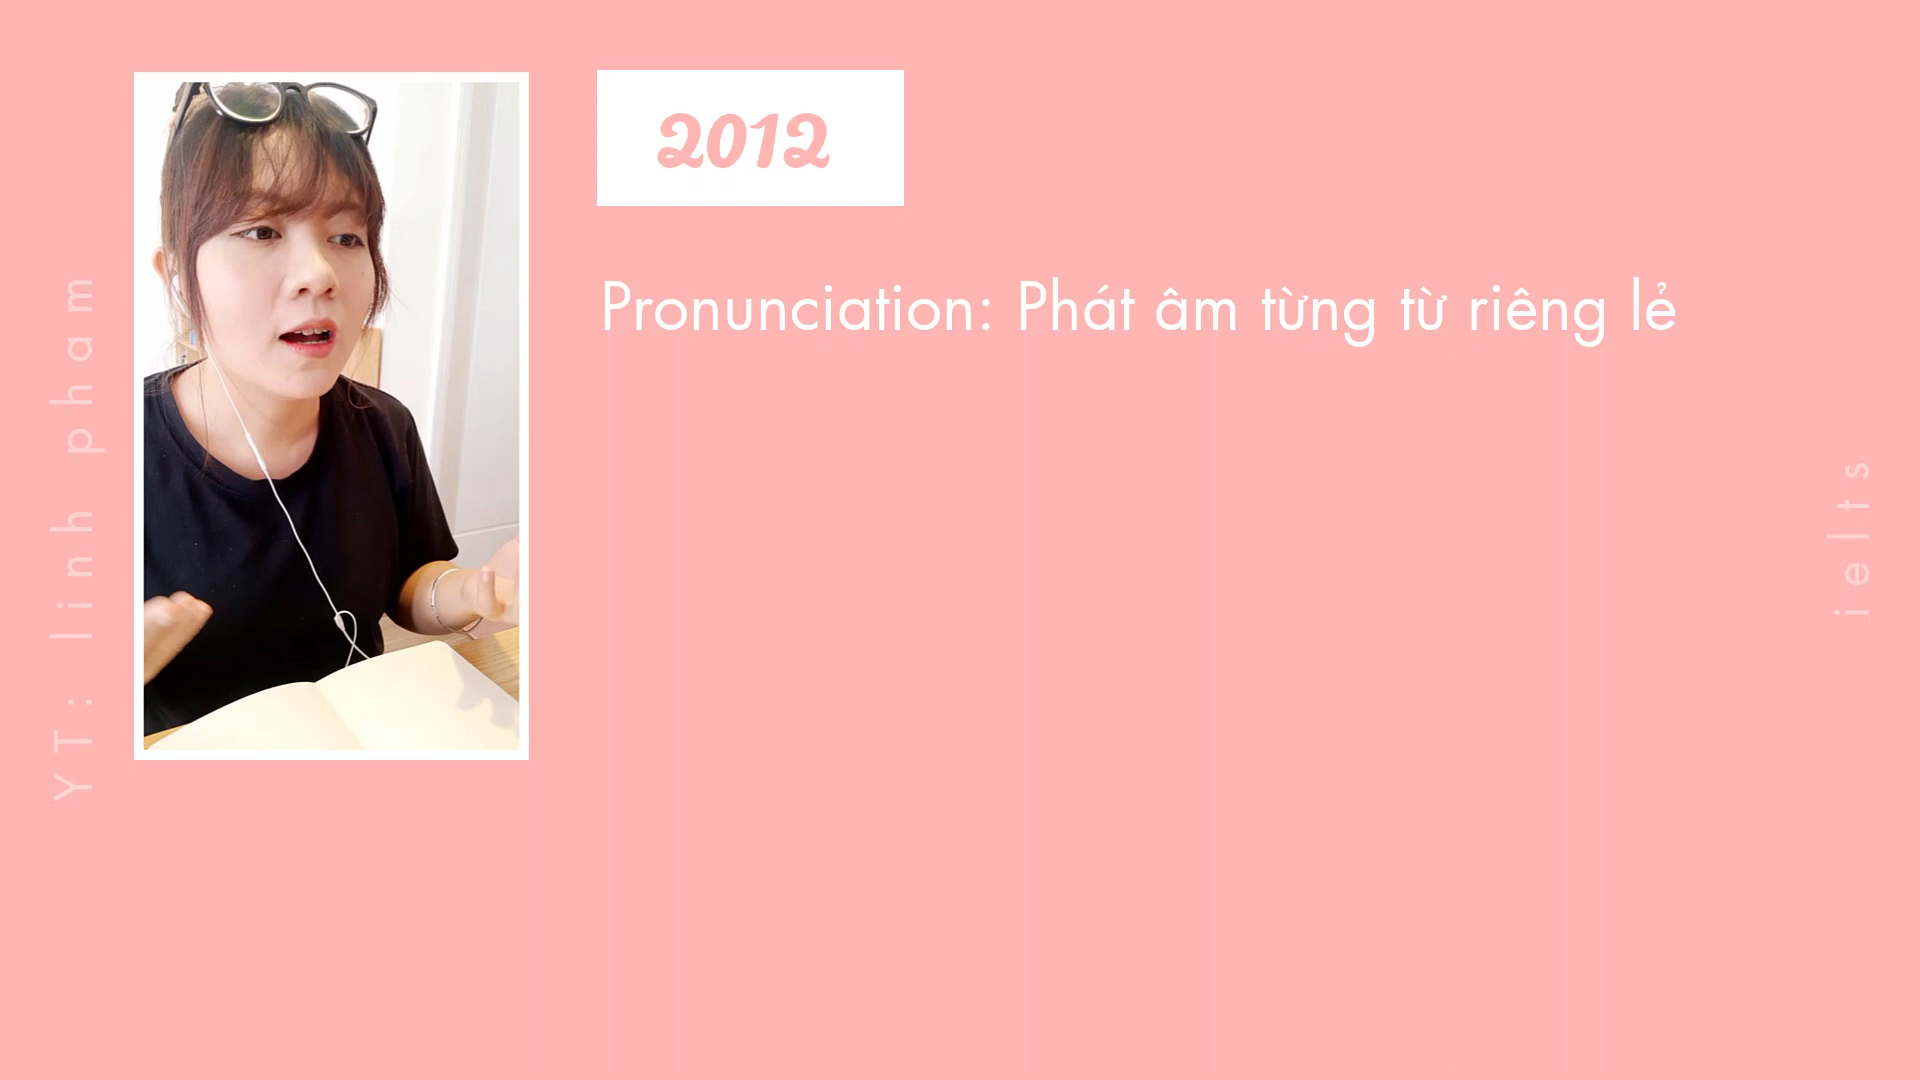 YT: linh pham
2012
Pronunciation: Phát âm từng từ riêng lẻ
ielts